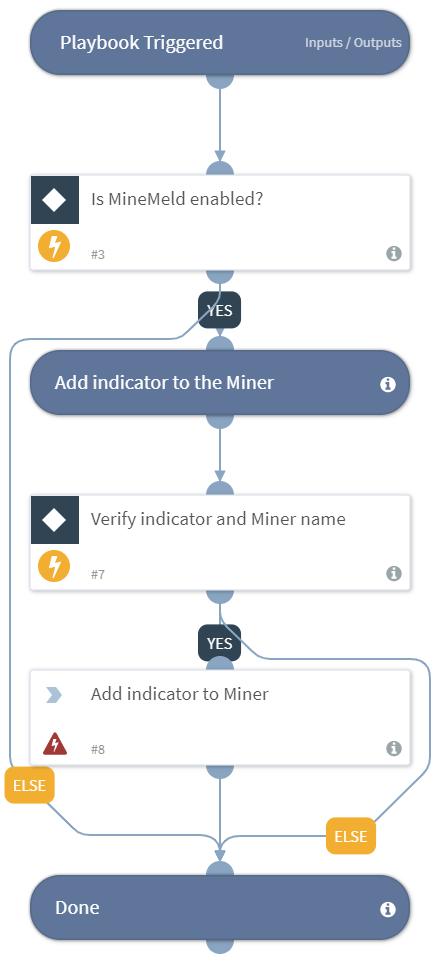 Playbook Triggered
Inputs / Outputs
Is MineMeld enabled?
#3
YES
Add indicator to the Miner
Verify indicator and Miner name
#7
YES
Add indicator to Miner
#8
ELSE
ELSE
Done